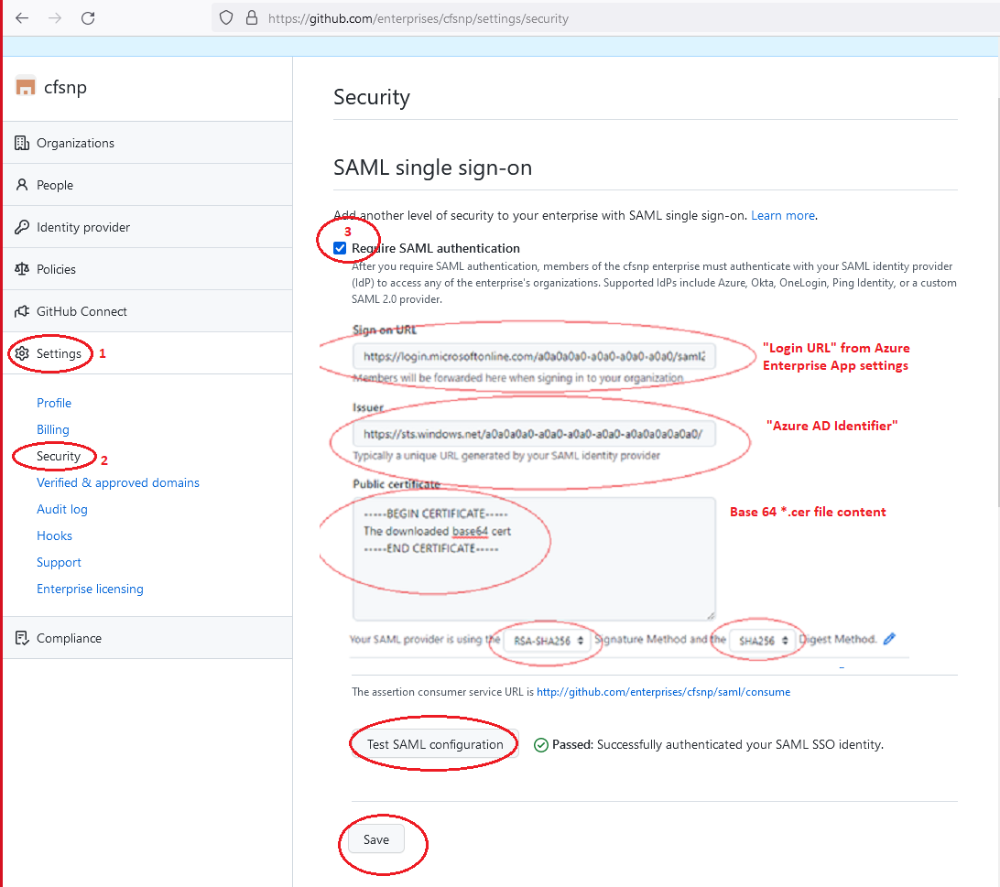 https://github.com/enterprises/cfsnp/settings/security
cfsnp
Organizations
People
Identity provider
Policies
GitHub Connect
Settings
1
Profile
Billing
Security
2
Verified & approved domains
Audit log
Hooks
Support
Enterprise licensing
Compliance
Security
SAML single sign-on
Add another level of security to your enterprise with SAML single sign-on. Learn more.
3
Require SAML authentication
After you require SAML authentication, members of the cfsnp enterprise must authenticate with your SAML identity provider
(IdP) to access any of the enterprise's organizations. Supported IdPs include Azure, Okta, OneLogin, Ping Identity, or a custom
SAML 2.0 provider.
Sign on URL
https://login.microsoftonline.com/a0a0a0a0-a0a0-a0a0-a0a0/saml2
Members will be forwarded here when signing in to your organization
"Login URL" from Azure
Enterprise App settings
Issuer
https://sts.windows.net/a0a0a0a0-a0a0-a0a0-a0a0-a0a0a0a0a0a0/
Typically a unique URL generated by your SAML identity provider
"Azure AD Identifier"
Public certificate
-----BEGIN CERTIFICATE-----
The downloaded base64 cert
-----END CERTIFICATE-----
Base 64 *.cer file content
Your SAML provider is using the RSA-SHA256 Signature Method and the SHA256 Digest Method.
The assertion consumer service URL is http://github.com/enterprises/cfsnp/saml/consume
Test SAML configuration
Passed: Successfully authenticated your SAML SSO identity.
Save